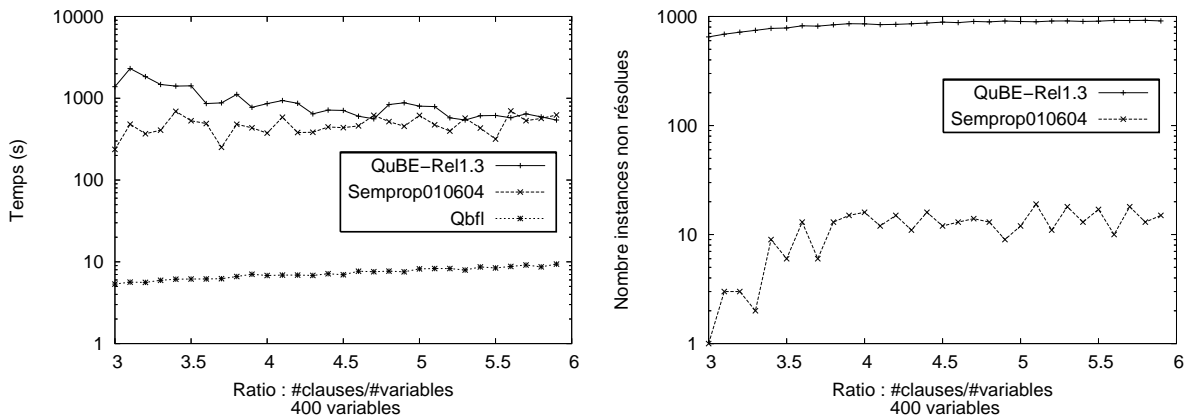 10000
1000
100
10
1
Temps (s)
QuBE−Rel1.3
Semprop010604
Qbfl
3
3.5
4
4.5
5
5.5
6
Ratio : #clauses/#variables
400 variables
1000
100
10
1
Nombre instances non résolues
QuBE−Rel1.3
Semprop010604
3
3.5
4
4.5
5
5.5
6
Ratio : #clauses/#variables
400 variables